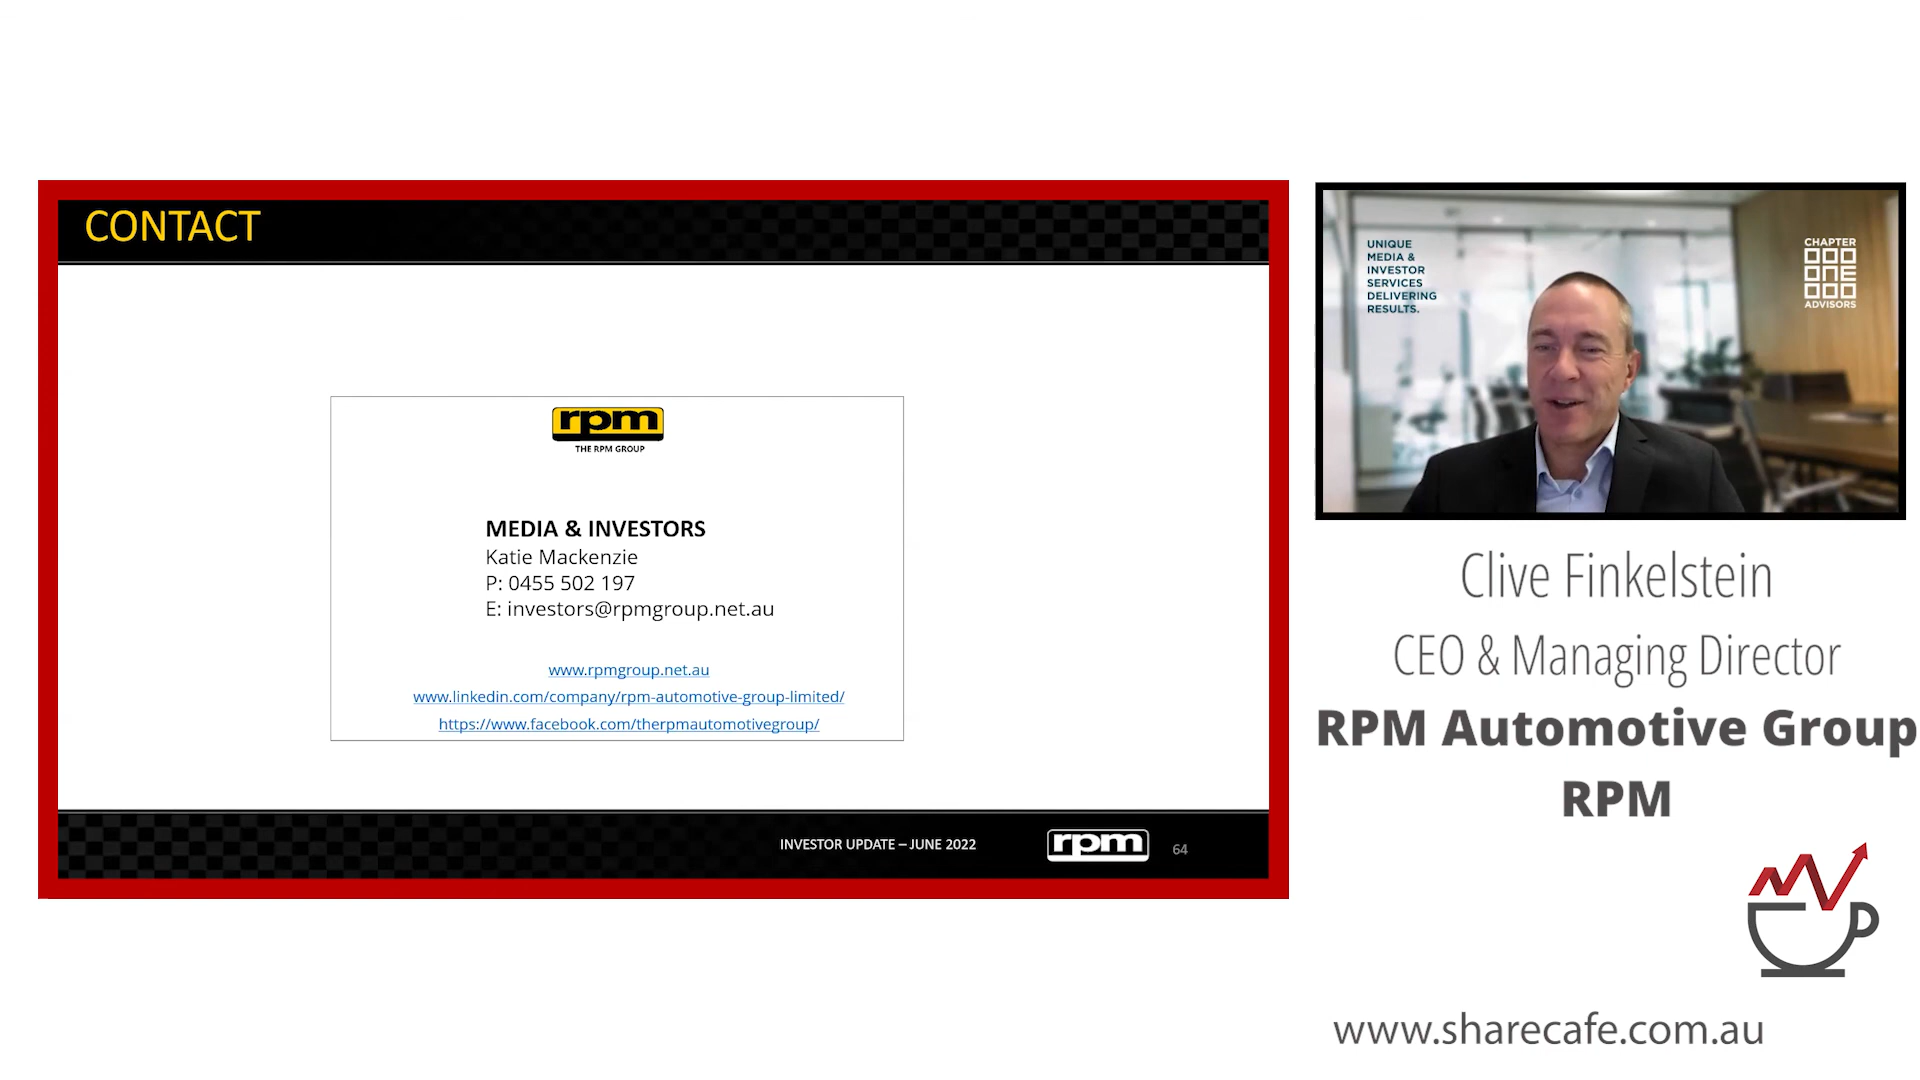 CONTACT
rpm
THE RPM GROUP
MEDIA & INVESTORS
Katie Mackenzie
P: 0455 502 197
E: investors@rpmgroup.net.au
www.rpmgroup.net.au
www.linkedin.com/company/rpm-automotive-group-limited/
https://www.facebook.com/therpmautomotivegroup/
INVESTOR UPDATE – JUNE 2022
rpm
64
UNIQUE
MEDIA &
INVESTOR
SERVICES
DELIVERING
RESULTS.
CHAPTER
ONE
ADVISORS
Clive Finkelstein
CEO & Managing Director
RPM Automotive Group
RPM
www.sharecafe.com.au